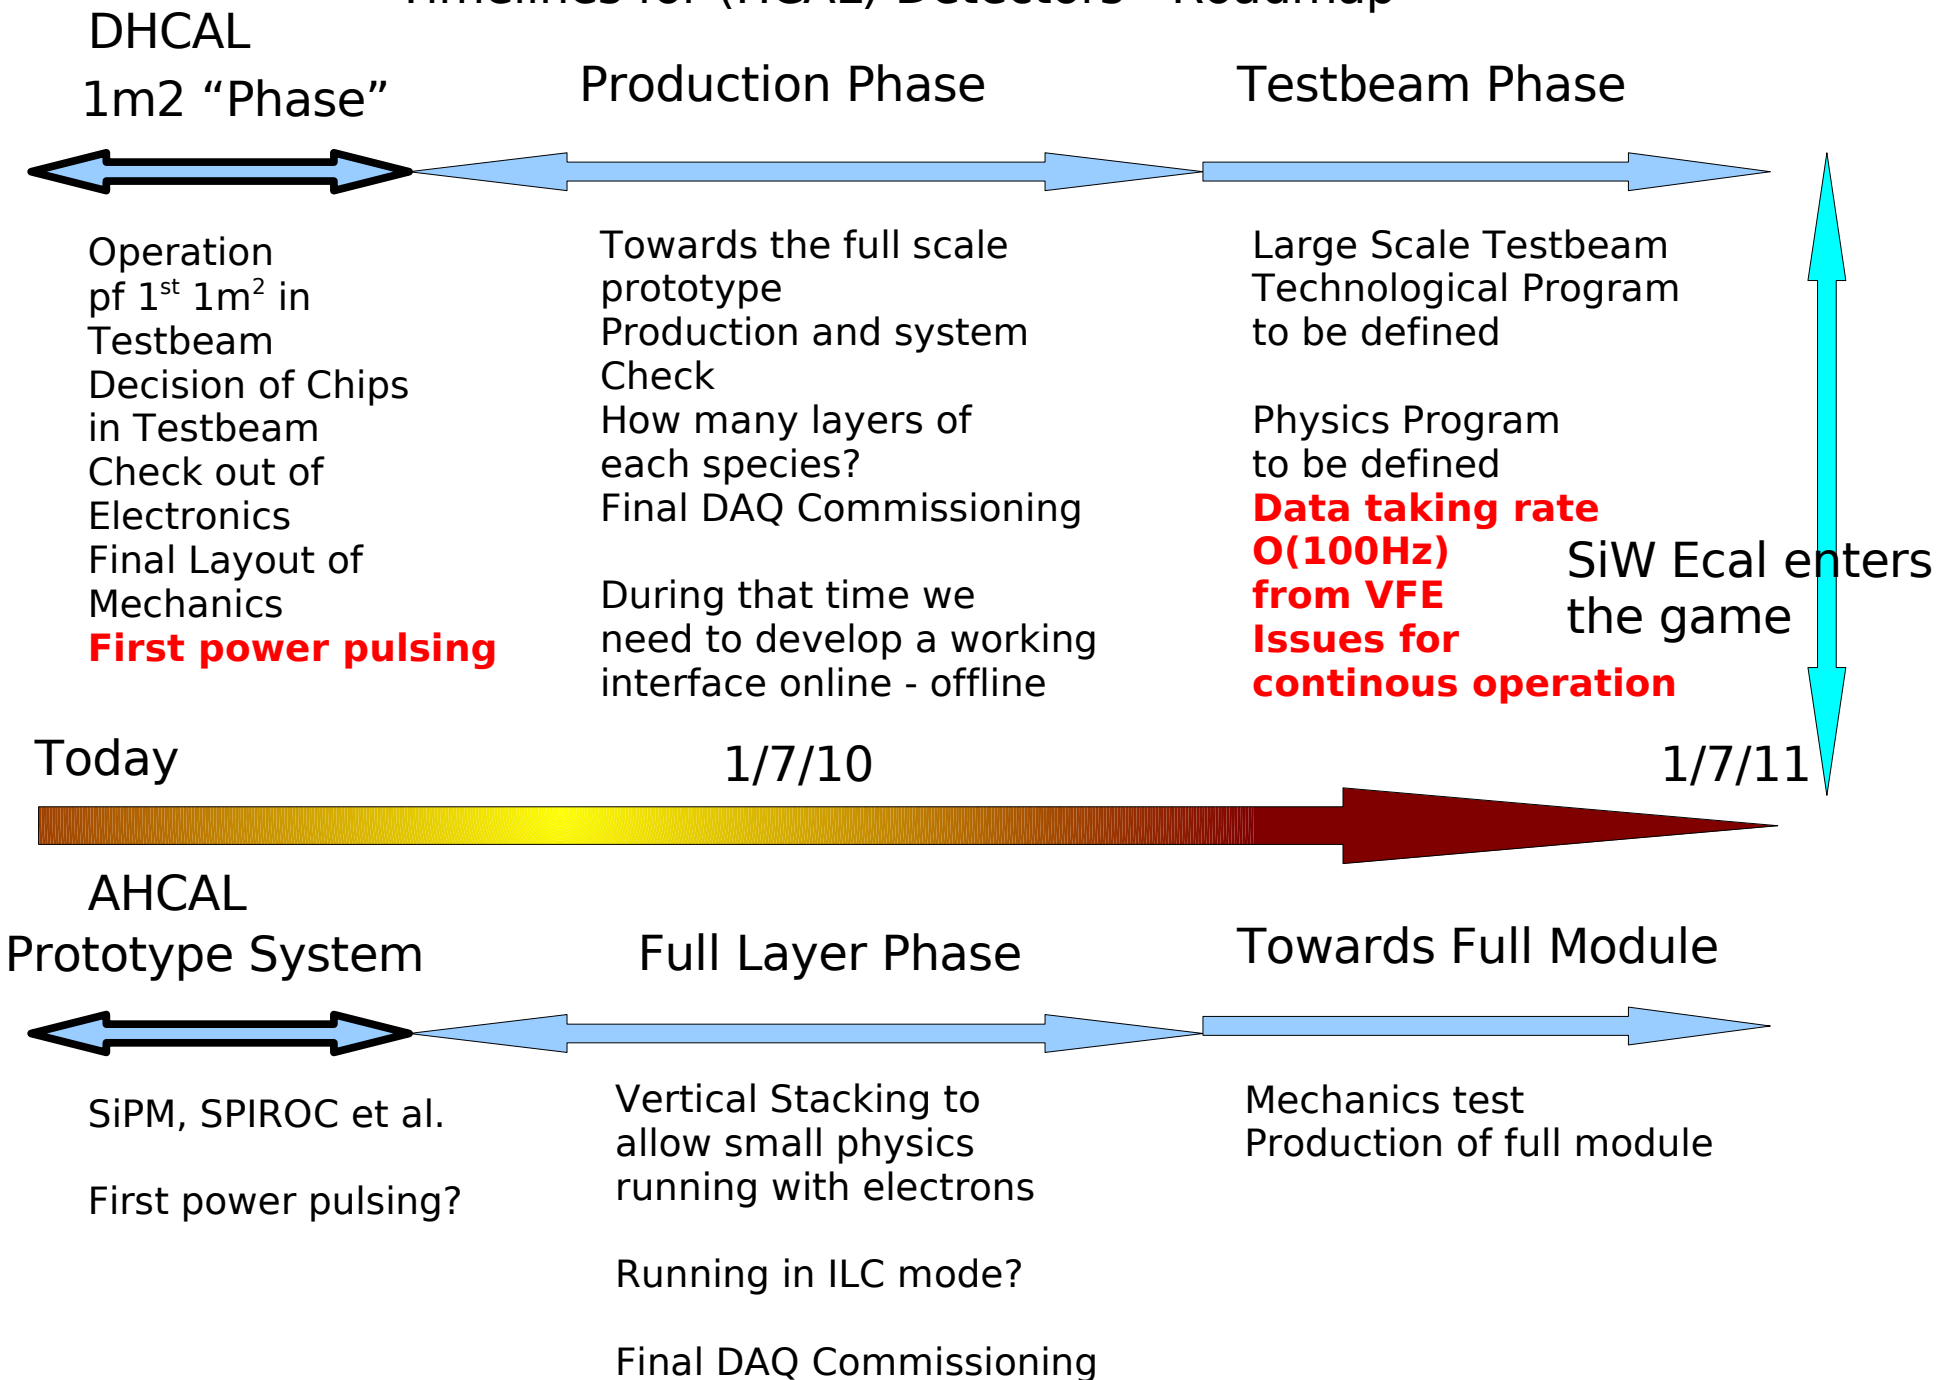 Timelines for (HCAL) Detectors - Roadmap
DHCAL
1m2 “Phase”
Production Phase
Testbeam Phase
Operation
pf 1st 1m2 in
Testbeam
Decision of Chips
in Testbeam
Check out of
Electronics
Final Layout of
Mechanics
First power pulsing
Towards the full scale
prototype
Production and system
Check
How many layers of
each species?
Final DAQ Commissioning
During that time we
need to develop a working
interface online - offline
Large Scale Testbeam
Technological Program
to be defined
Physics Program
to be defined
Data taking rate
O(100Hz)
from VFE
Issues for
continous operation
SiW Ecal enters
the game
Today
1/7/10
1/7/11
AHCAL
Prototype System
Full Layer Phase
Towards Full Module
SiPM, SPIROC et al.
First power pulsing?
Vertical Stacking to
allow small physics
running with electrons
Running in ILC mode?
Final DAQ Commissioning
Mechanics test
Production of full module